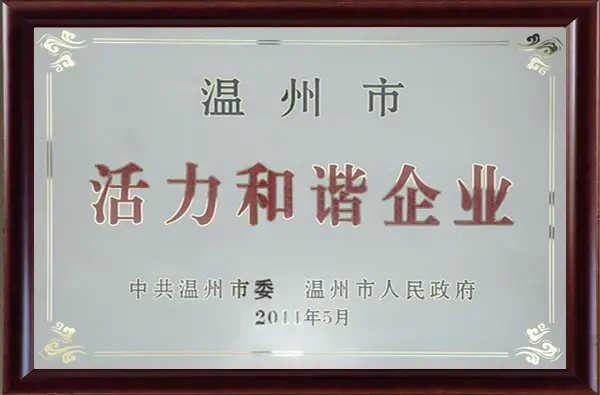 温州市
活力和谐企业
中共温州市委 温州市人民政府
2011年5月